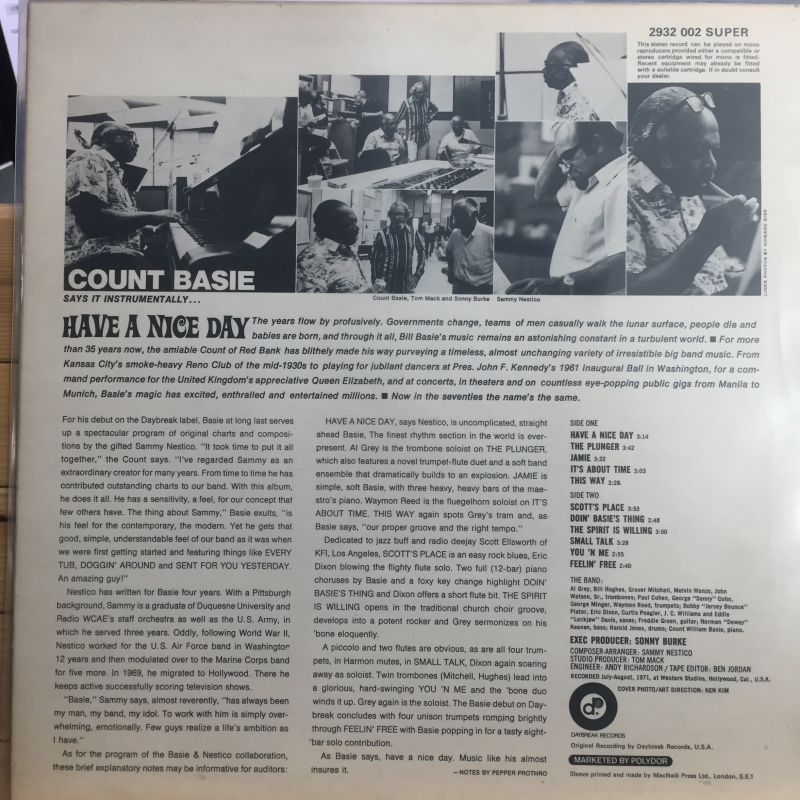 2932 002 SUPER
This stereo record can be played on mono
reproducers provided either a compatible or
stereo cartridge wired for mono is fitted.
Recent equipment may already be fitted
with a suitable cartridge. If in doubt consult
your dealer.
LINER PHOTOS BY HOWARD RISK
COUNT BASIE
SAYS IT INSTRUMENTALLY...
Count Basie, Tom Mack and Sonny Burke Sammy Nestico
HAVE A NICE DAY The years flow by profusively. Governments change, teams of men casually walk the lunar surface, people die and
babies are born, and through it all, Bill Basie's music remains an astonishing constant in a turbulent world. ■ For more
than 35 years now, the amiable Count of Red Bank has blithely made his way purveying a timeless, almost unchanging variety of irresistible big band music. From
Kansas City's smoke-heavy Reno Club of the mid-1930s to playing for jubilant dancers at Pres. John F. Kennedy's 1961 Inaugural Ball in Washington, for a com-
mand performance for the United Kingdom's appreciative Queen Elizabeth, and at concerts, in theaters and on countless eye-popping public gigs from Manila to
Munich, Basie's magic has excited, enthralled and entertained millions. ■ Now in the seventies the name's the same.
For his debut on the Daybreak label, Basie at long last serves
up a spectacular program of original charts and composi-
tions by the gifted Sammy Nestico. "It took time to put it all
together," the Count says. "I've regarded Sammy as an
extraordinary creator for many years. From time to time he has
contributed outstanding charts to our band. With this album,
he does it all. He has a sensitivity, a feel, for our concept that
few others have. The thing about Sammy," Basie exults, "is
his feel for the contemporary, the modern. Yet he gets that
good, simple, understandable feel of our band as it was when
we were first getting started and featuring things like EVERY
TUB, DOGGIN' AROUND and SENT FOR YOU YESTERDAY.
An amazing guy!"
Nestico has written for Basie four years. With a Pittsburgh
background, Sammy is a graduate of Duquesne University and
Radio WCAE's staff orchestra as well as the U.S. Army, in
which he served three years. Oddly, following World War II,
Nestico worked for the U.S. Air Force band in Washington
12 years and then modulated over to the Marine Corps band
for five more. In 1969, he migrated to Hollywood. There he
keeps active successfully scoring television shows.
"Basie," Sammy says, almost reverently, "has always been
my man, my band, my idol. To work with him is simply over-
whelming, emotionally. Few guys realize a life's ambition as
I have."
As for the program of the Basie & Nestico collaboration,
these brief explanatory notes may be informative for auditors:
HAVE A NICE DAY, says Nestico, is uncomplicated, straight
ahead Basie, The finest rhythm section in the world is ever-
present. Al Grey is the trombone soloist on THE PLUNGER,
which also features a novel trumpet-flute duet and a soft band
ensemble that dramatically builds to an explosion. JAMIE is
simple, soft Basie, with three heavy, heavy bars of the mae-
stro's piano. Waymon Reed is the fluegelhorn soloist on IT'S
ABOUT TIME. THIS WAY again spots Grey's tram and, as
Basie says, "our proper groove and the right tempo."
Dedicated to jazz buff and radio deejay Scott Ellsworth of
KFI, Los Angeles, SCOTT'S PLACE is an easy rock blues, Eric
Dixon blowing the flighty flute solo. Two full (12-bar) piano
choruses by Basie and a foxy key change highlight DOIN'
BASIE'S THING and Dixon offers a short flute bit. THE SPIRIT
IS WILLING opens in the traditional church choir groove,
develops into a potent rocker and Grey sermonizes on his
'bone eloquently.
A piccolo and two flutes are obvious, as are all four trum-
pets, in Harmon mutes, in SMALL TALK, Dixon again soaring
away as soloist. Twin trombones (Mitchell, Hughes) lead into
a glorious, hard-swinging YOU 'N ME and the 'bone duo
winds it up. Grey again is the soloist. The Basie debut on Day-
break concludes with four unison trumpets romping brightly
through FEELIN' FREE with Basie popping in for a tasty eight-
bar solo contribution.
As Basie says, have a nice day. Music like his almost
insures it.
—NOTES BY PEPPER PROTHRO
SIDE ONE
HAVE A NICE DAY 3:14
THE PLUNGER 3:42
JAMIE 3:22
IT'S ABOUT TIME 3:03
THIS WAY 2:28.
SIDE TWO
SCOTT'S PLACE 3:53
DOIN' BASIE'S THING 2:48
THE SPIRIT IS WILLING 3:00
SMALL TALK 3:28
YOU 'N ME 2:55
FEELIN' FREE 2:40
THE BAND:
Al Grey, Bill Hughes, Grover Mitchell, Melvin Wanzo, John
Watson, Sr., trombones; Paul Cohen, George "Sonny" Cohn,
George Minger, Waymon Reed, trumpets; Bobby "Jersey Bounce"
Plater, Eric Dixon, Curtis Peagler, J. C. Williams and Eddie
"Lockjaw" Davis, saxes; Freddie Green, guitar; Norman "Dewey"
Keenan, bass; Harold Jones, drums; Count William Basie, piano.
EXEC PRODUCER: SONNY BURKE
COMPOSER-ARRANGER: SAMMY NESTICO
STUDIO PRODUCER: TOM MACK
ENGINEER: ANDY RICHARDSON / TAPE EDITOR: BEN JORDAN
RECORDED July-August, 1971, at Western Studios, Hollywood, Cal., U.S.A.
COVER PHOTO/ART DIRECTION: KEN KIM
d.
DAYBREAK RECORDS
Original Recording by Daybreak Records, U.S.A.
MARKETED BY POLYDOR
Sleeve printed and made by MacNeill Press Ltd., London, S.E.1